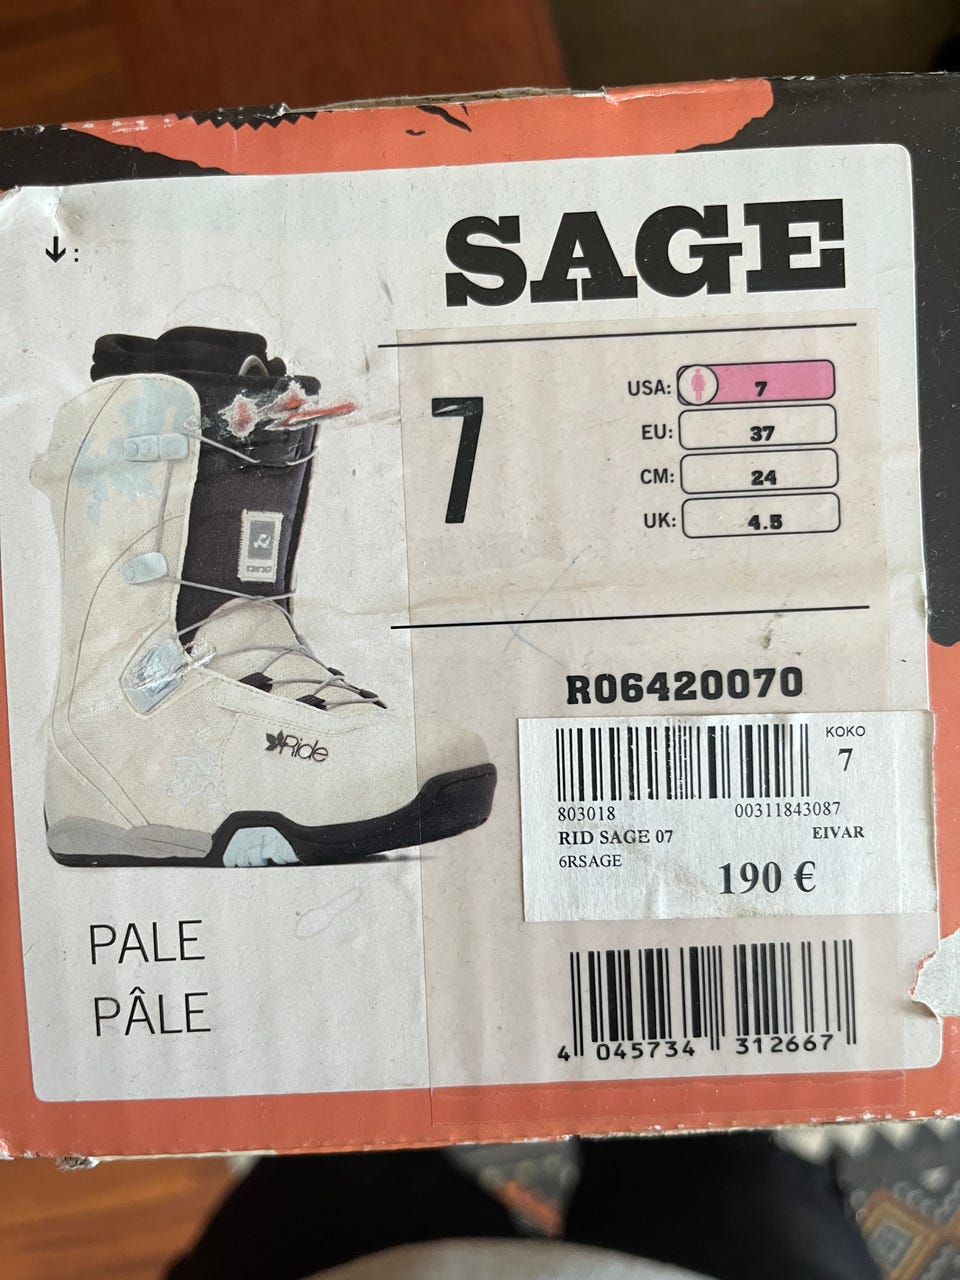 ↓:
SAGE
7
USA: 7
EU: 37
CM: 24
UK: 4.5
RIDE
Ride
R06420070
KOKO
7
803018 00311843087
RID SAGE 07 EIVAR
6RSAGE
190 €
PALE
PÂLE
4 045734 312667